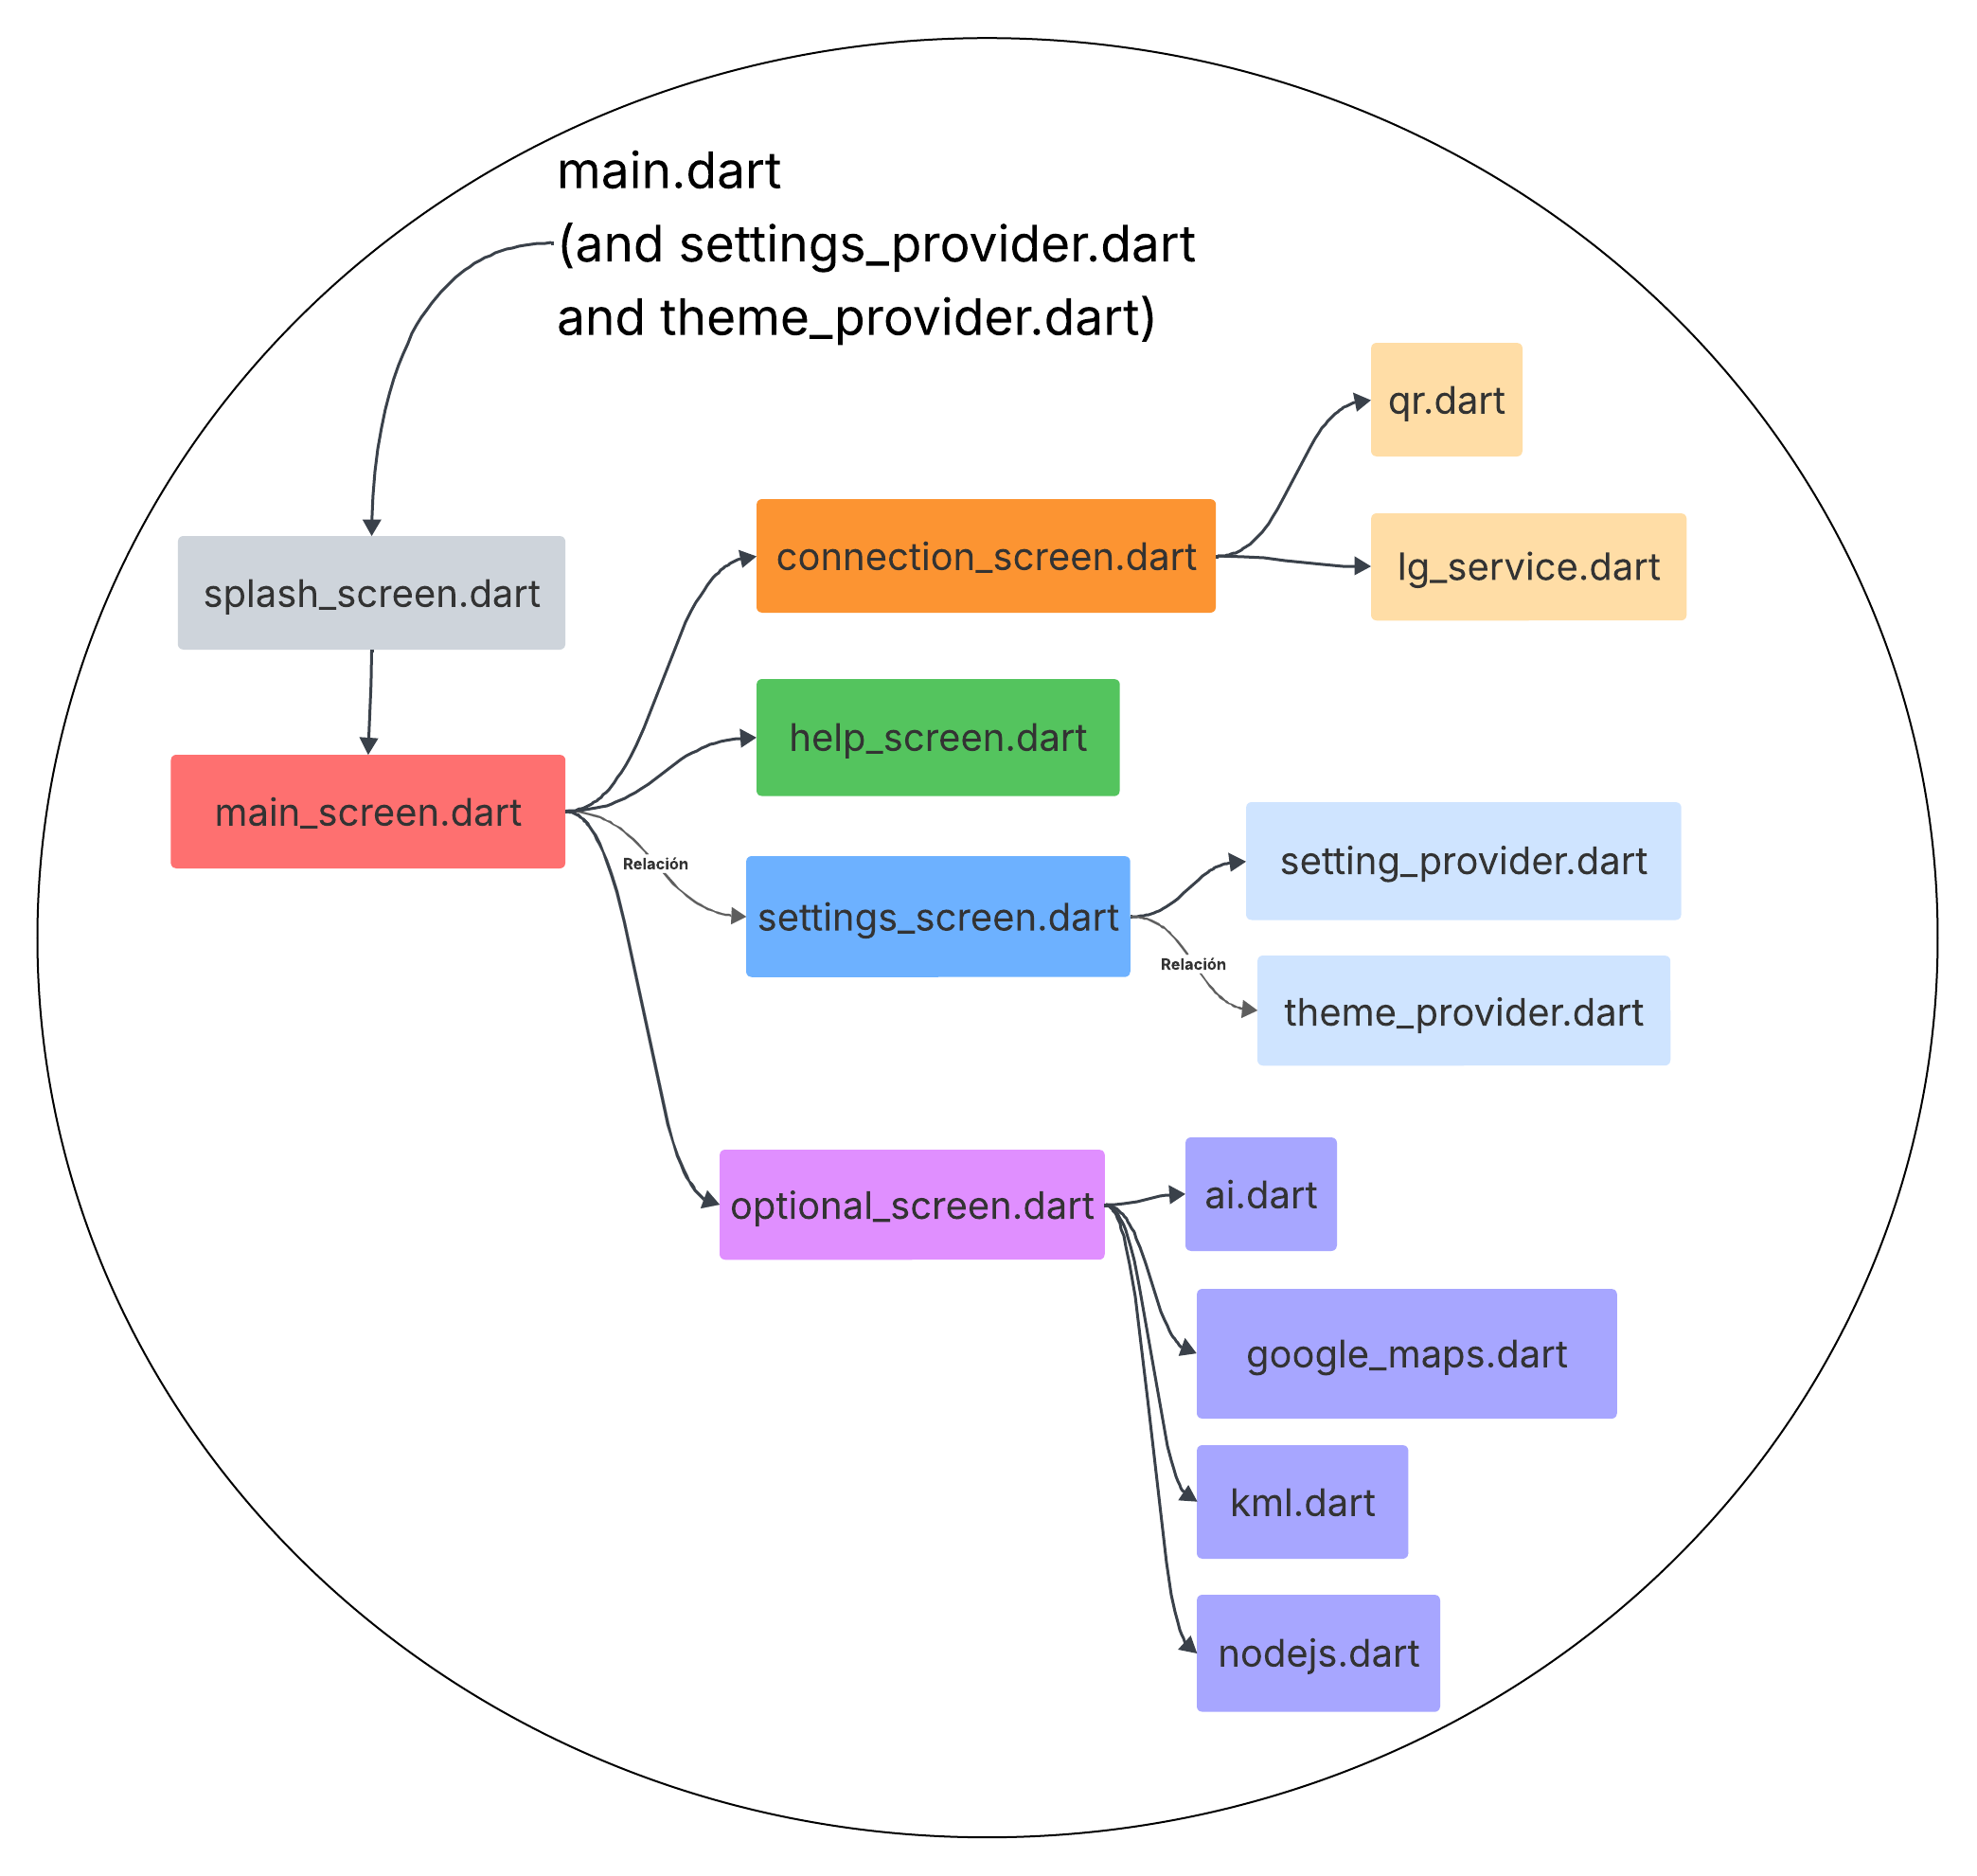 main.dart
(and settings_provider.dart
and theme_provider.dart)
qr.dart
connection_screen.dart
lg_service.dart
splash_screen.dart
help_screen.dart
main_screen.dart
Relación
setting_provider.dart
settings_screen.dart
Relación
theme_provider.dart
optional_screen.dart
ai.dart
google_maps.dart
kml.dart
nodejs.dart